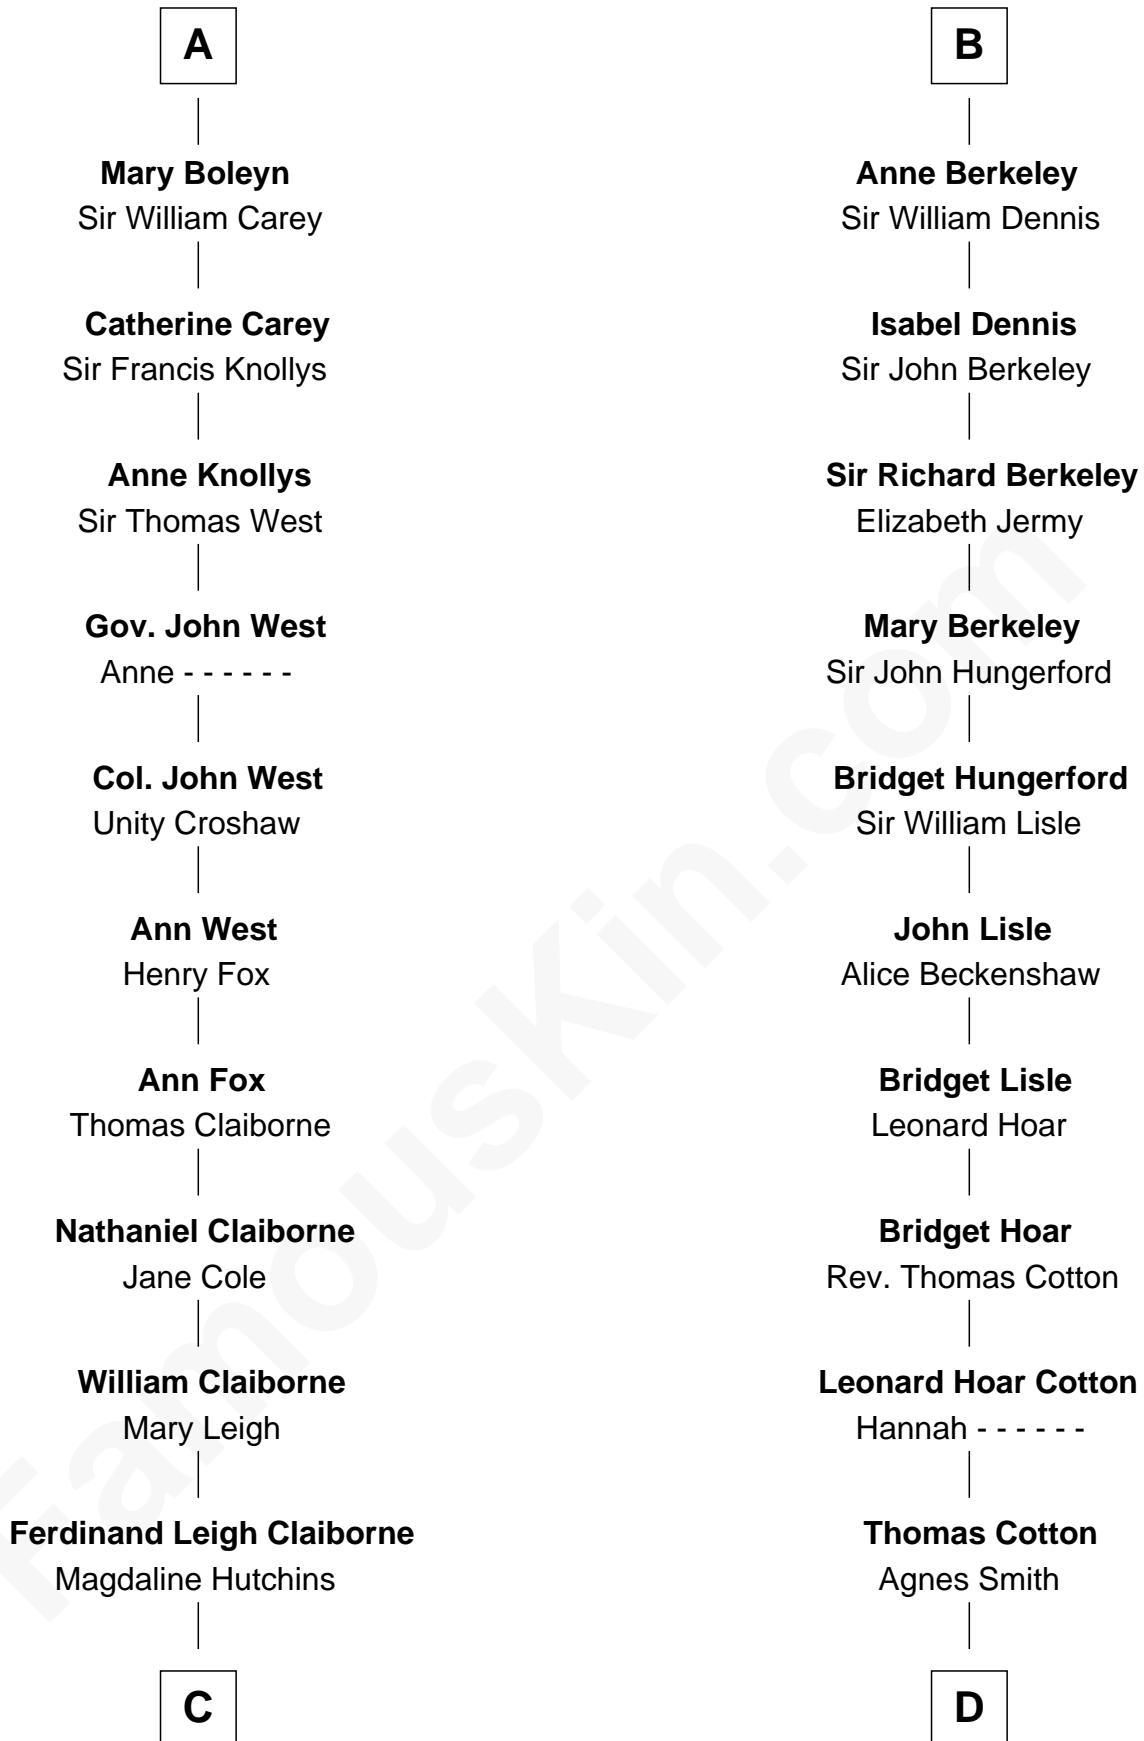 A
Mary Boleyn
Sir William Carey
Catherine Carey
Sir Francis Knollys
Anne Knollys
Sir Thomas West
Gov. John West
Anne - - - - - -
Col. John West
Unity Croshaw
Ann West
Henry Fox
Ann Fox
Thomas Claiborne
Nathaniel Claiborne
Jane Cole
William Claiborne
Mary Leigh
Ferdinand Leigh Claiborne
Magdaline Hutchins
C
B
Anne Berkeley
Sir William Dennis
Isabel Dennis
Sir John Berkeley
Sir Richard Berkeley
Elizabeth Jermy
Mary Berkeley
Sir John Hungerford
Bridget Hungerford
Sir William Lisle
John Lisle
Alice Beckenshaw
Bridget Lisle
Leonard Hoar
Bridget Hoar
Rev. Thomas Cotton
Leonard Hoar Cotton
Hannah - - - - - -
Thomas Cotton
Agnes Smith
D
FamousKin.com